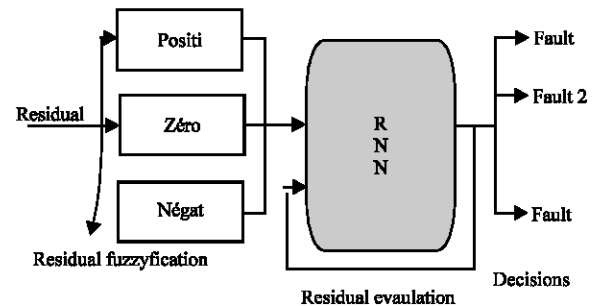 Positi
Residual
Zéro
Négat
Residual fuzzyfication
R
N
N
Residual evaulation
Fault
Fault 2
Fault
Decisions